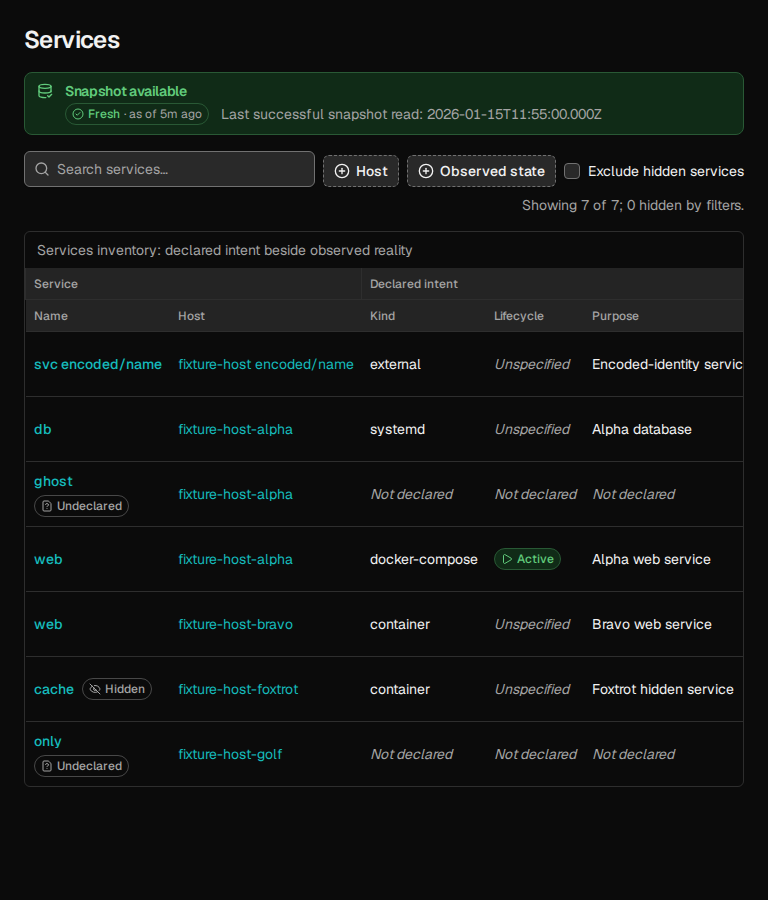 Services
Snapshot available
Fresh · as of 5m ago Last successful snapshot read: 2026-01-15T11:55:00.000Z
Search services… Host Observed state Exclude hidden services
Showing 7 of 7; 0 hidden by filters.
Services inventory: declared intent beside observed reality
Service Declared intent
Name Host Kind Lifecycle Purpose
svc encoded/name fixture-host encoded/name external Unspecified Encoded-identity servic
db fixture-host-alpha systemd Unspecified Alpha database
ghost
Undeclared fixture-host-alpha Not declared Not declared Not declared
web fixture-host-alpha docker-compose Active Alpha web service
web fixture-host-bravo container Unspecified Bravo web service
cache Hidden fixture-host-foxtrot container Unspecified Foxtrot hidden service
only
Undeclared fixture-host-golf Not declared Not declared Not declared